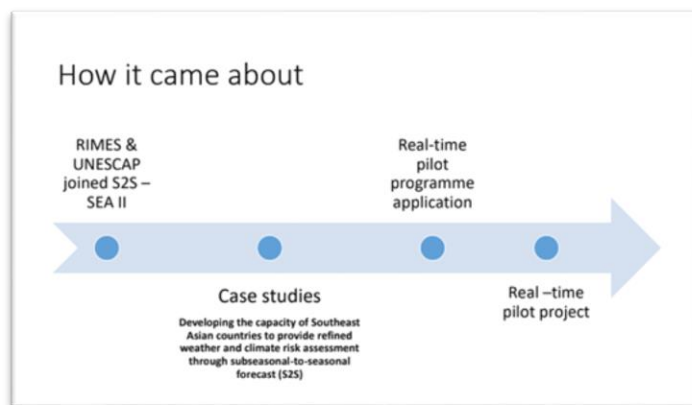 How it came about
RIMES &
UNESCAP
joined S2S –
SEA II
Case studies
Developing the capacity of Southeast
Asian countries to provide refined
weather and climate risk assessment
through subseasonal-to-seasonal
forecast (S2S)
Real-time
pilot
programme
application
Real –time
pilot project